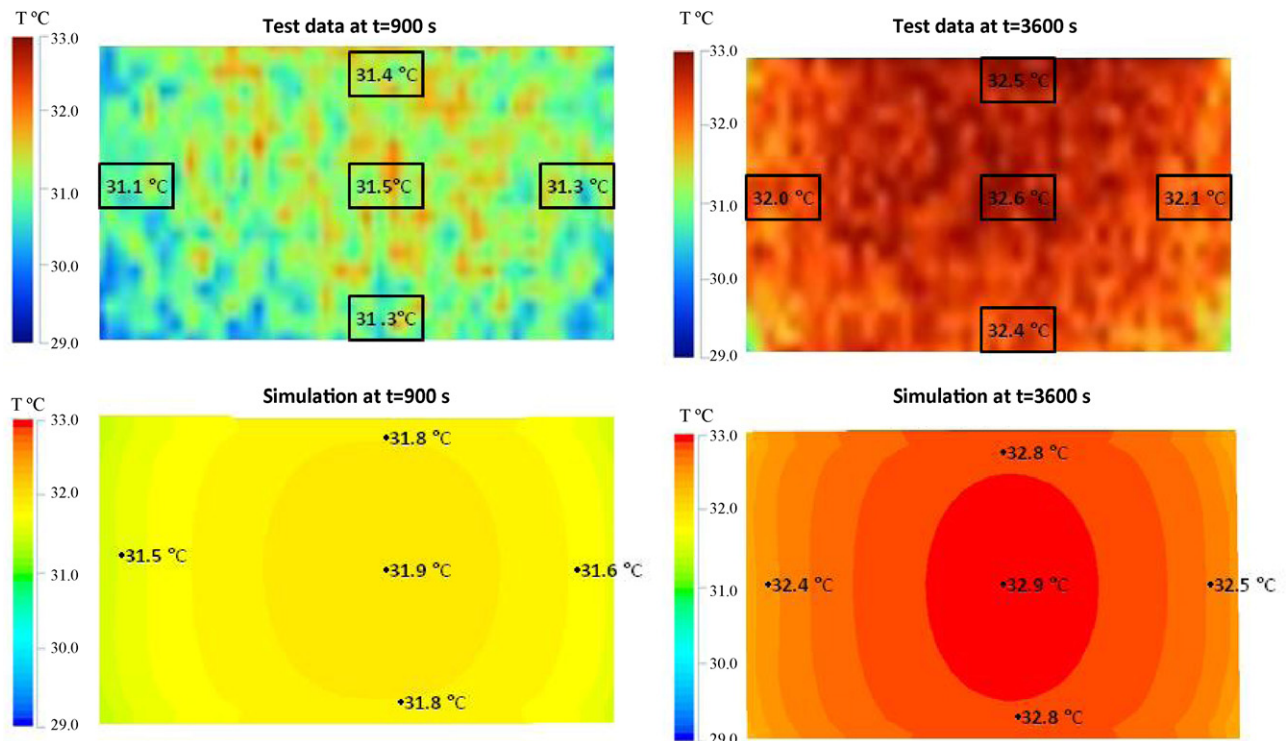 T ºC
Test data at t=900 s
33.0
32.0
31.0
30.0
29.0
31.4 °C
31.1 °C
31.5°C
31.3 °C
31.3°C
T ºC
Test data at t=3600 s
33.0
32.0
31.0
30.0
29.0
32.5 °C
32.0 °C
32.6 °C
32.1 °C
32.4 °C
T ºC
Simulation at t=900 s
33.0
32.0
31.0
30.0
29.0
31.8 °C
31.5 °C
31.9 °C
31.6 °C
31.8 °C
T ºC
Simulation at t=3600 s
33.0
32.0
31.0
30.0
29.0
32.8 °C
32.4 °C
32.9 °C
32.5 °C
32.8 °C